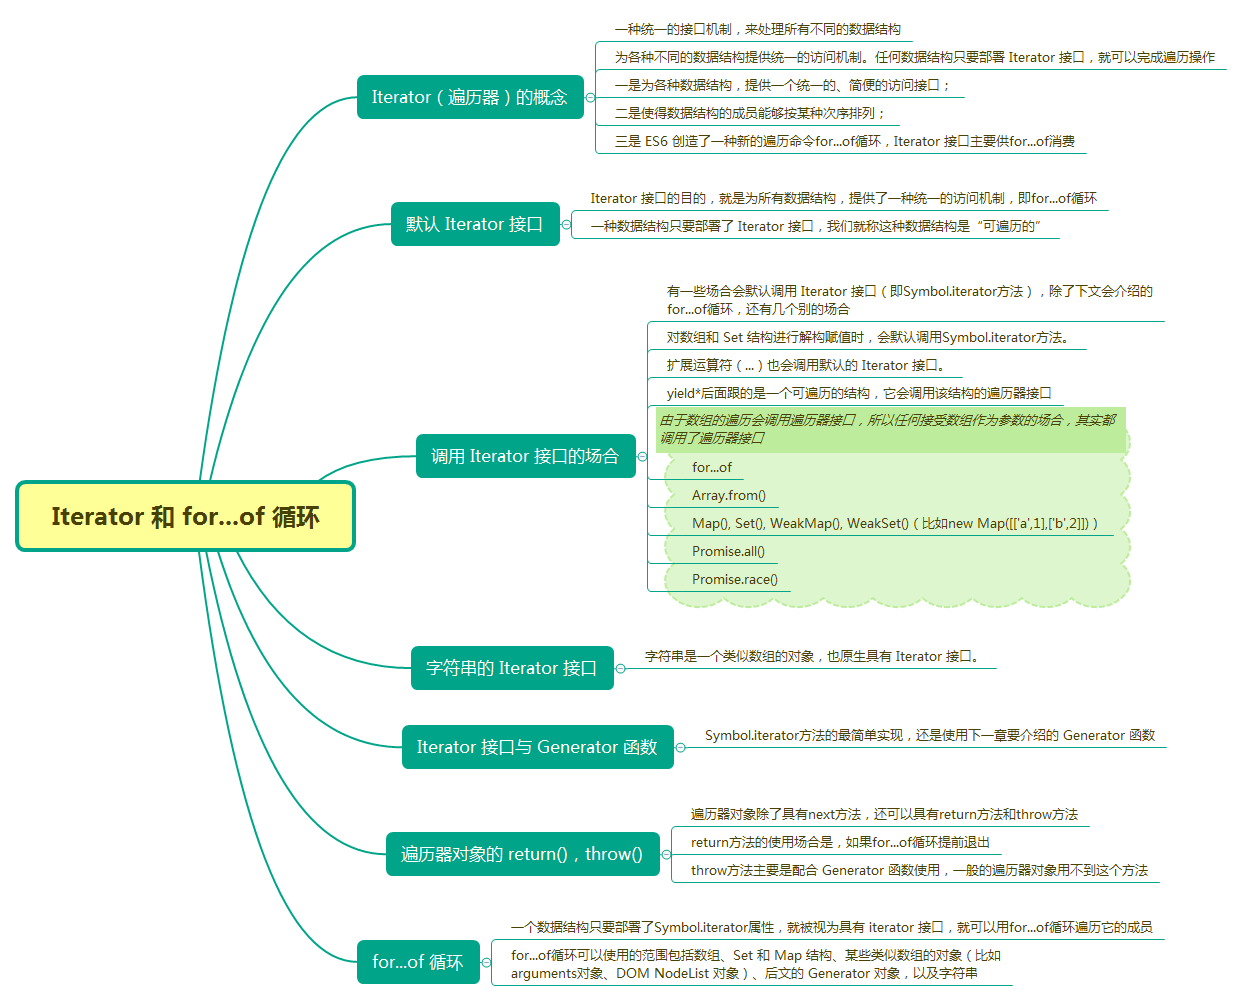 Iterator 和 for...of 循环
Iterator（遍历器）的概念
一种统一的接口机制，来处理所有不同的数据结构
为各种不同的数据结构提供统一的访问机制。任何数据结构只要部署 Iterator 接口，就可以完成遍历操作
一是为各种数据结构，提供一个统一的、简便的访问接口；
二是使得数据结构的成员能够按某种次序排列；
三是 ES6 创造了一种新的遍历命令for...of循环，Iterator 接口主要供for...of消费
默认 Iterator 接口
Iterator 接口的目的，就是为所有数据结构，提供了一种统一的访问机制，即for...of循环
一种数据结构只要部署了 Iterator 接口，我们就称这种数据结构是“可遍历的”
调用 Iterator 接口的场合
有一些场合会默认调用 Iterator 接口（即Symbol.iterator方法），除了下文会介绍的
for...of循环，还有几个别的场合
对数组和 Set 结构进行解构赋值时，会默认调用Symbol.iterator方法。
扩展运算符（...）也会调用默认的 Iterator 接口。
yield*后面跟的是一个可遍历的结构，它会调用该结构的遍历器接口
由于数组的遍历会调用遍历器接口，所以任何接受数组作为参数的场合，其实都
调用了遍历器接口
for...of
Array.from()
Map(), Set(), WeakMap(), WeakSet()（比如new Map([['a',1],['b',2]])）
Promise.all()
Promise.race()
字符串的 Iterator 接口
字符串是一个类似数组的对象，也原生具有 Iterator 接口。
Iterator 接口与 Generator 函数
Symbol.iterator方法的最简单实现，还是使用下一章要介绍的 Generator 函数
遍历器对象的 return()，throw()
遍历器对象除了具有next方法，还可以具有return方法和throw方法
return方法的使用场合是，如果for...of循环提前退出
throw方法主要是配合 Generator 函数使用，一般的遍历器对象用不到这个方法
for...of 循环
一个数据结构只要部署了Symbol.iterator属性，就被视为具有 iterator 接口，就可以用for...of循环遍历它的成员
for...of循环可以使用的范围包括数组、Set 和 Map 结构、某些类似数组的对象（比如
arguments对象、DOM NodeList 对象）、后文的 Generator 对象，以及字符串